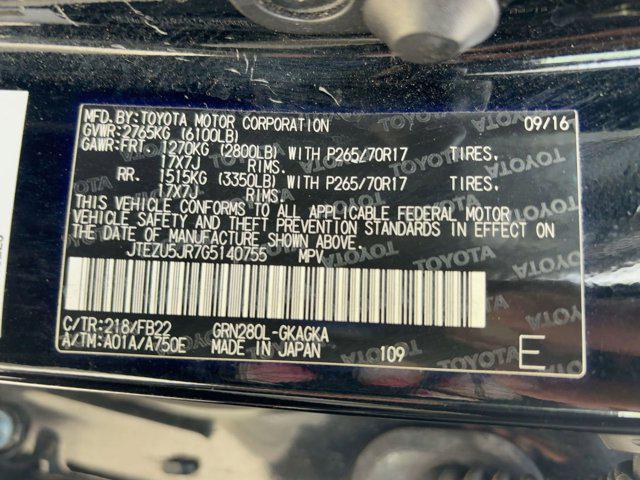 MFD. BY: TOYOTA MOTOR CORPORATION 09/16
GVWR: 2765KG (6100LB)
GAWR: FRT. 1270KG (2800LB) WITH P265/70R17 TIRES,
17X7J RIMS.
RR. 1515KG (3350LB) WITH P265/70R17 TIRES,
17X7J RIMS.
THIS VEHICLE CONFORMS TO ALL APPLICABLE FEDERAL MOTOR
VEHICLE SAFETY AND THEFT PREVENTION STANDARDS IN EFFECT ON
THE DATE OF MANUFACTURE SHOWN ABOVE.
JTEZU5JR7G5140755 MPV
C/TR: 218/FB22 GRN280L-GKAGKA
A/TM: A01A/A750E MADE IN JAPAN 109 E